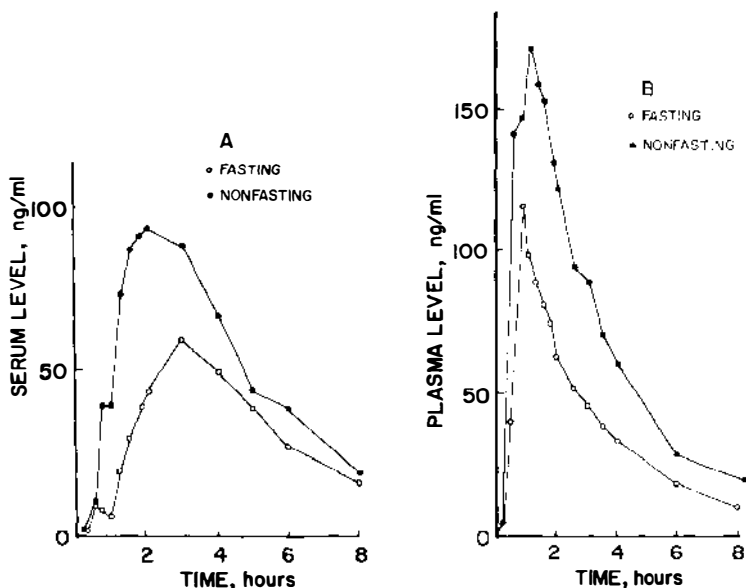 A
FASTING
NONFASTING
SERUM LEVEL, ng/ml
100
50
0
2
4
6
8
TIME, hours
B
FASTING
NONFASTING
PLASMA LEVEL, ng/ml
150
100
50
0
2
4
6
8
TIME, hours